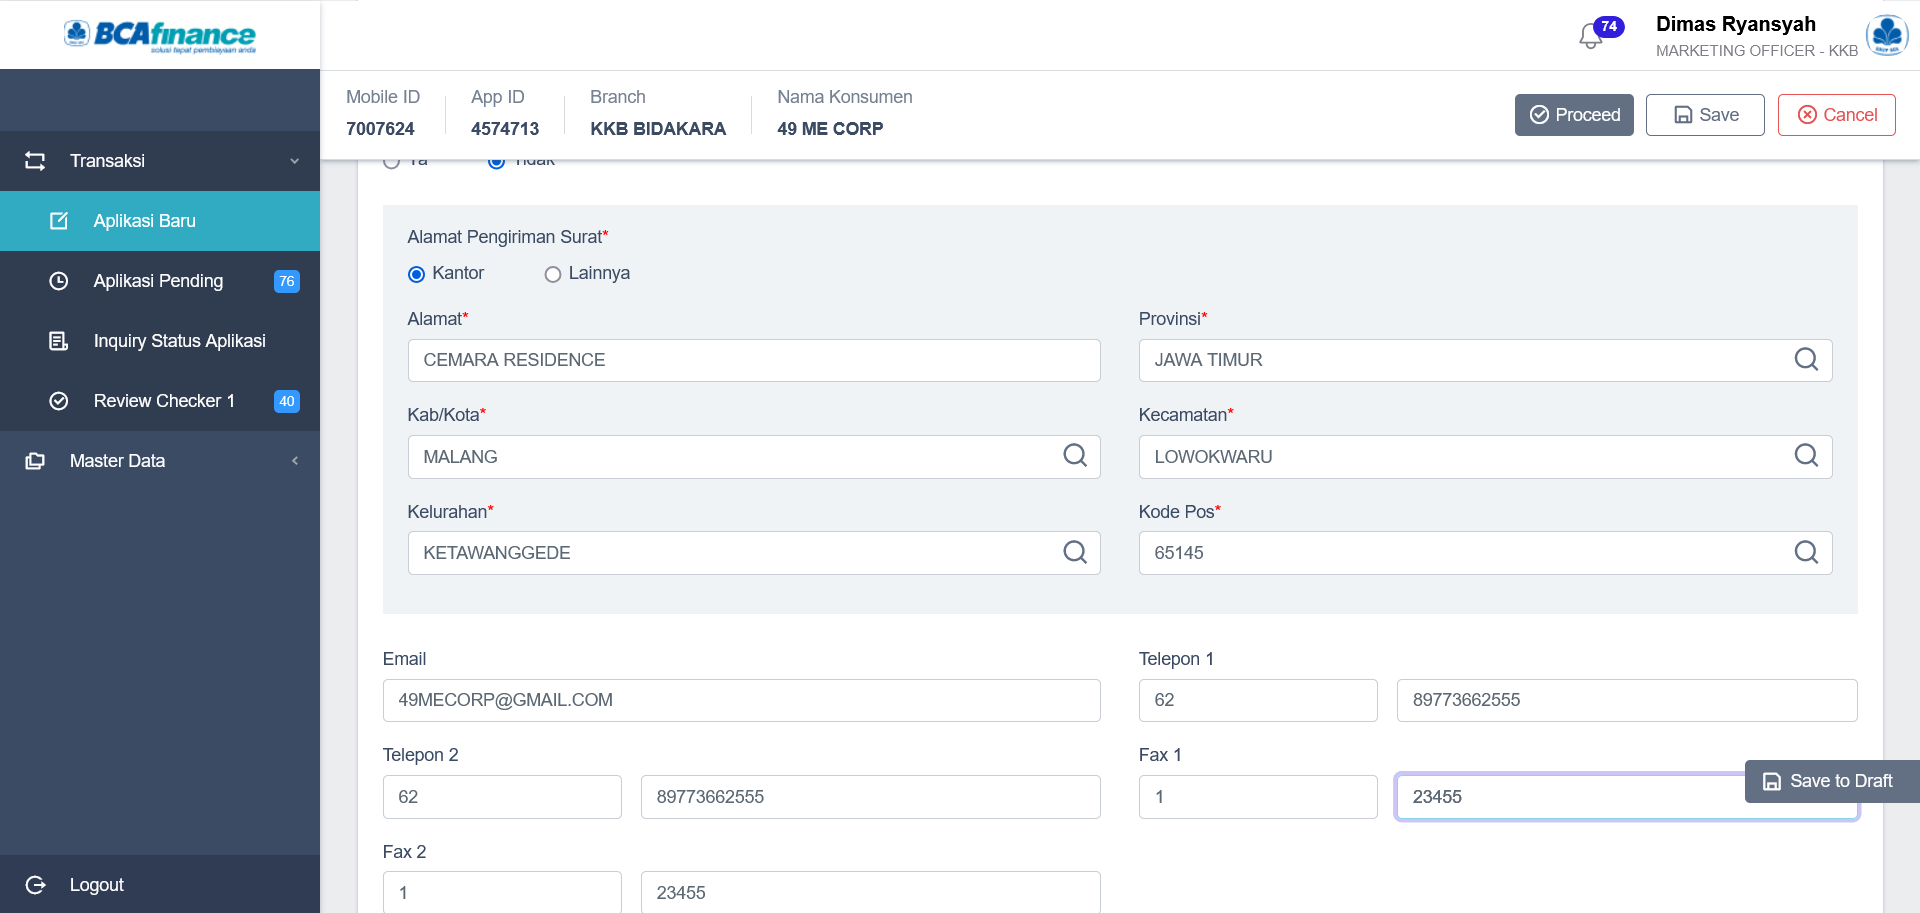 BCAfinance
solusi tepat pembiayaan anda
74
Dimas Ryansyah
MARKETING OFFICER - KKB
Mobile ID
7007624
App ID
4574713
Branch
KKB BIDAKARA
Nama Konsumen
49 ME CORP
Proceed
Save
Cancel
Transaksi
Aplikasi Baru
Aplikasi Pending
76
Inquiry Status Aplikasi
Review Checker 1
40
Master Data
Logout
Ya
Tidak
Alamat Pengiriman Surat*
Kantor
Lainnya
Alamat*
CEMARA RESIDENCE
Provinsi*
JAWA TIMUR
Kab/Kota*
MALANG
Kecamatan*
LOWOKWARU
Kelurahan*
KETAWANGGEDE
Kode Pos*
65145
Email
49MECORP@GMAIL.COM
Telepon 1
62
89773662555
Telepon 2
62
89773662555
Fax 1
1
23455
Save to Draft
Fax 2
1
23455